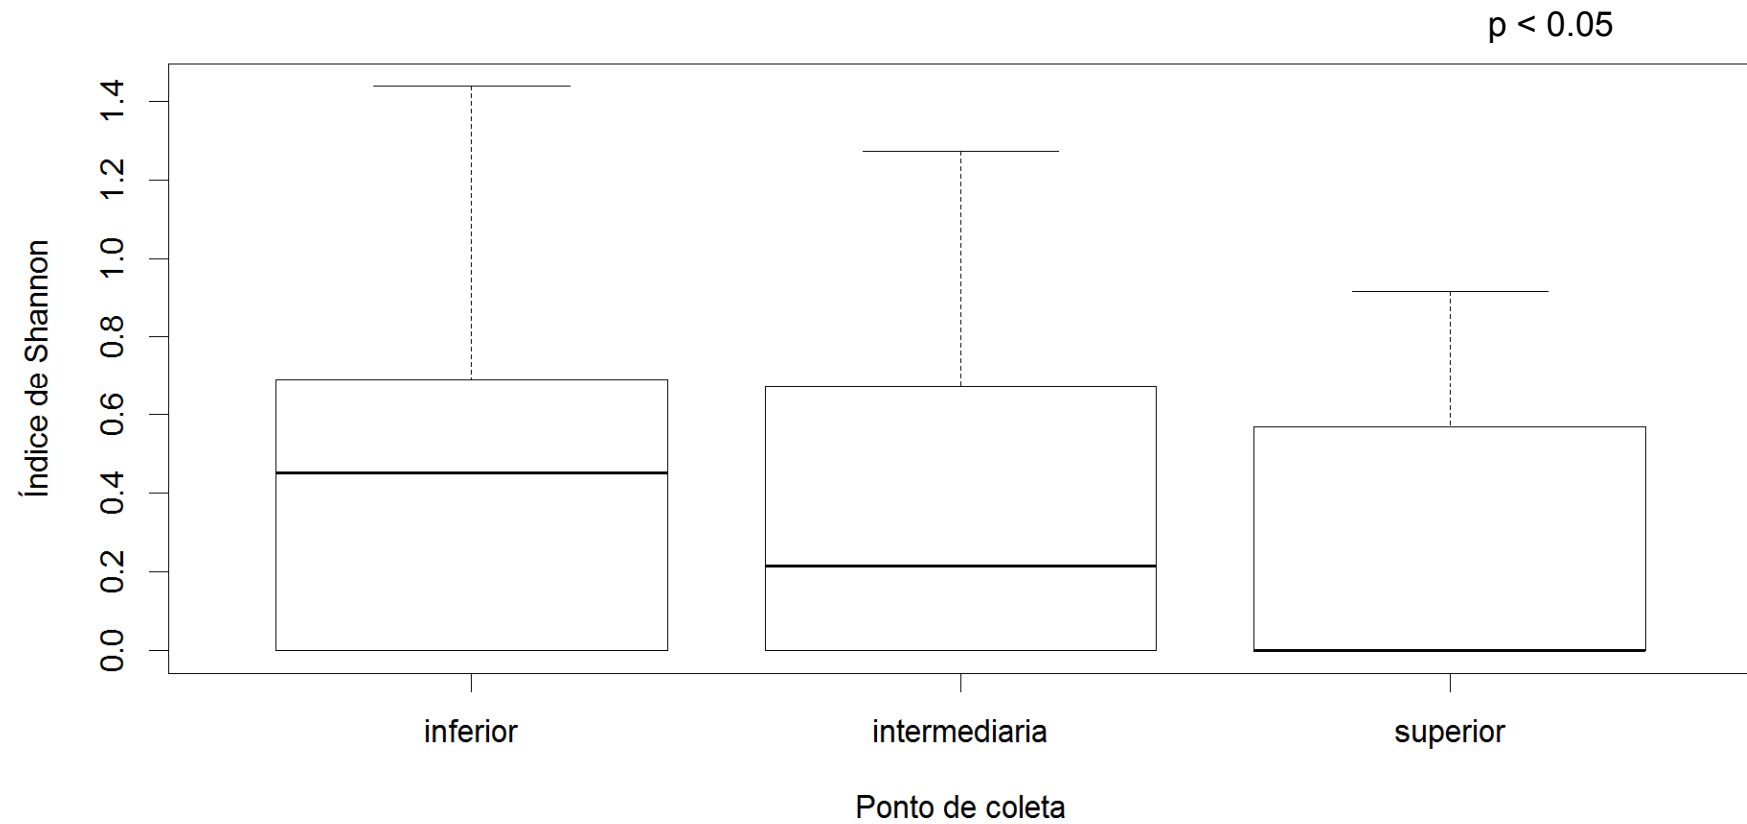 p < 0.05
Índice de Shannon
1.4
1.2
1.0
0.8
0.6
0.4
0.2
0.0
inferior intermediaria superior
Ponto de coleta